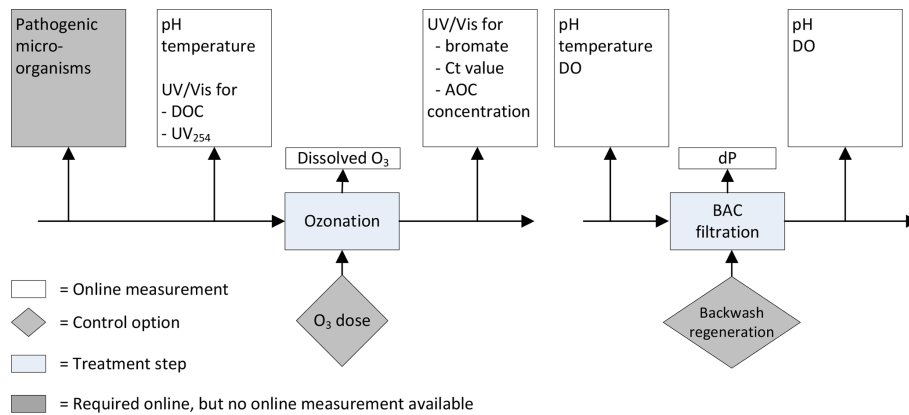 Pathogenic
micro-
organisms
pH
temperature
UV/Vis for
- DOC
- UV₂₅₄
UV/Vis for
- bromate
- Ct value
- AOC
concentration
pH
temperature
DO
pH
DO
Dissolved O₃
dP
Ozonation
BAC
filtration
O₃ dose
Backwash
regeneration
= Online measurement
= Control option
= Treatment step
= Required online, but no online measurement available